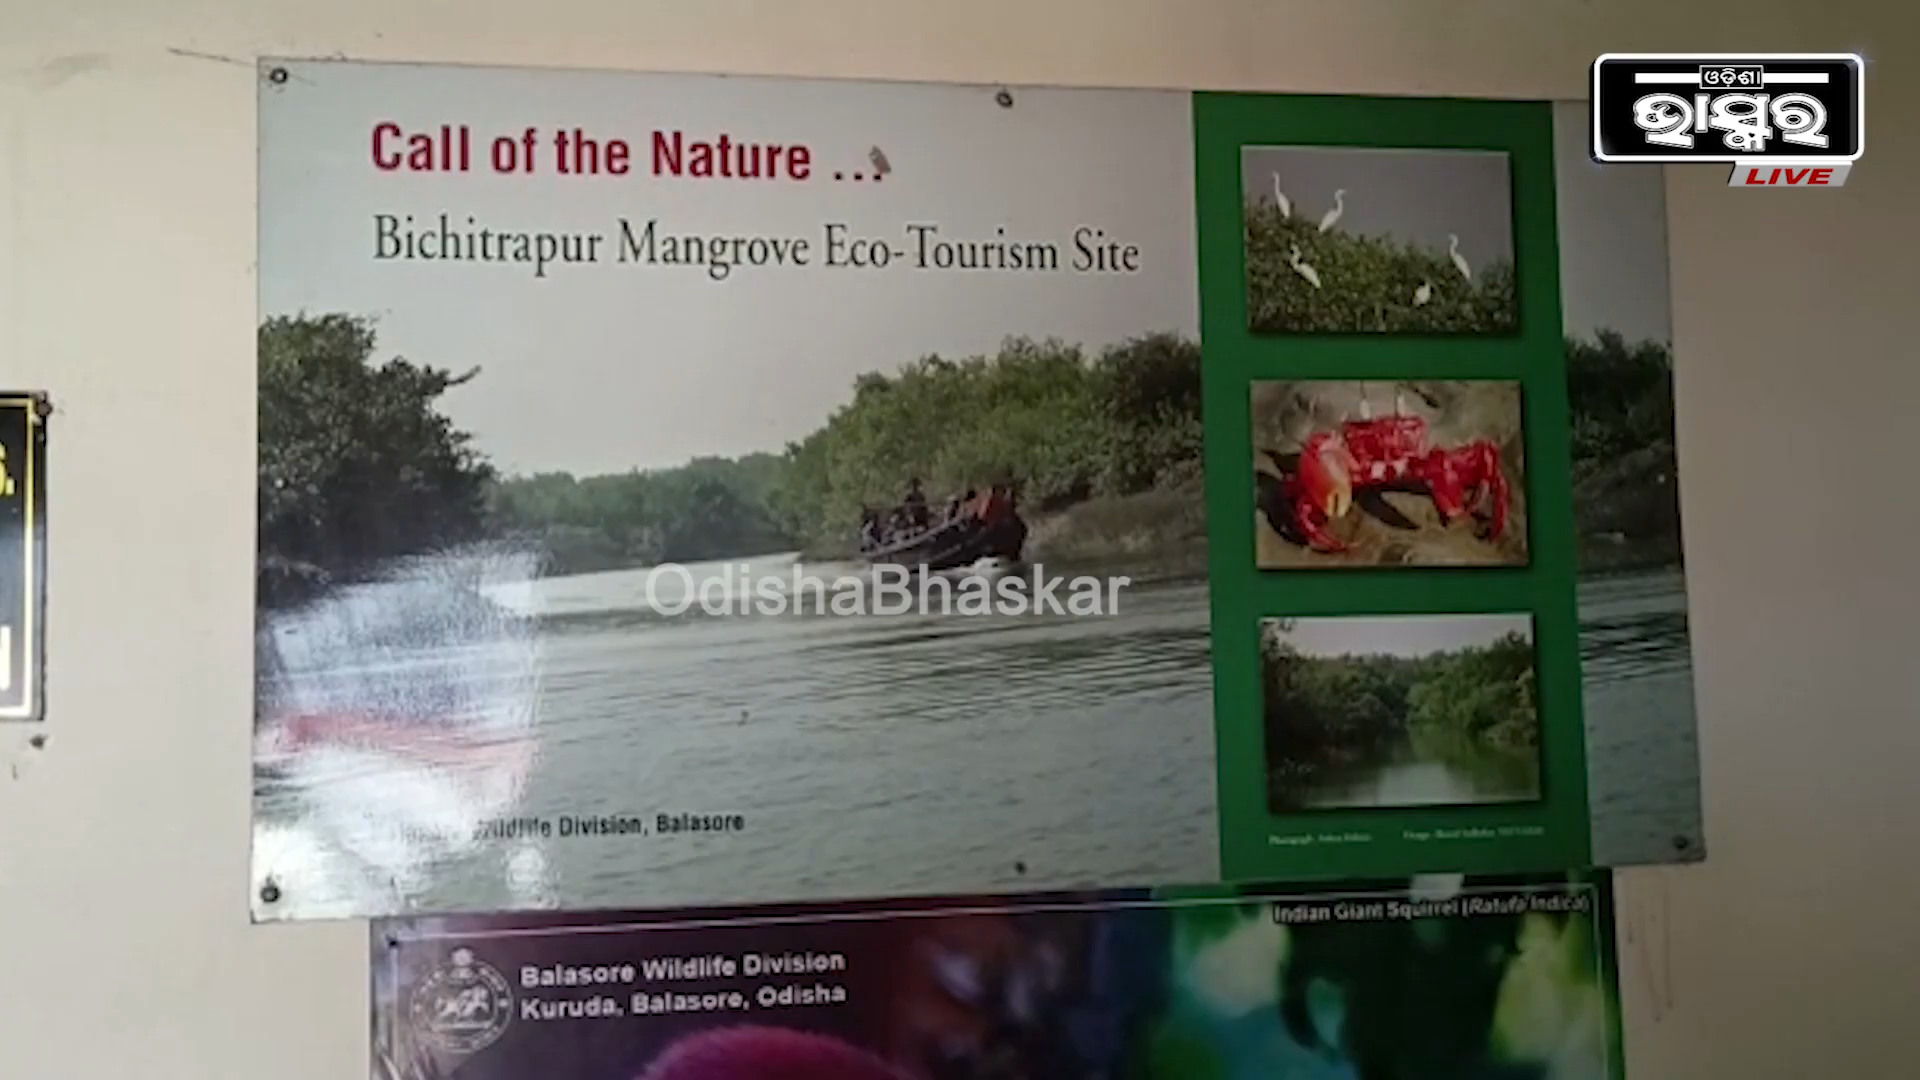 ଓଡ଼ିଶା
ଭାସ୍କର
LIVE
Call of the Nature ...
Bichitrapur Mangrove Eco-Tourism Site
OdishaBhaskar
Wildlife Division, Balasore
Indian Giant Squirrel (Ratufa Indica)
Balasore Wildlife Division
Kuruda, Balasore, Odisha